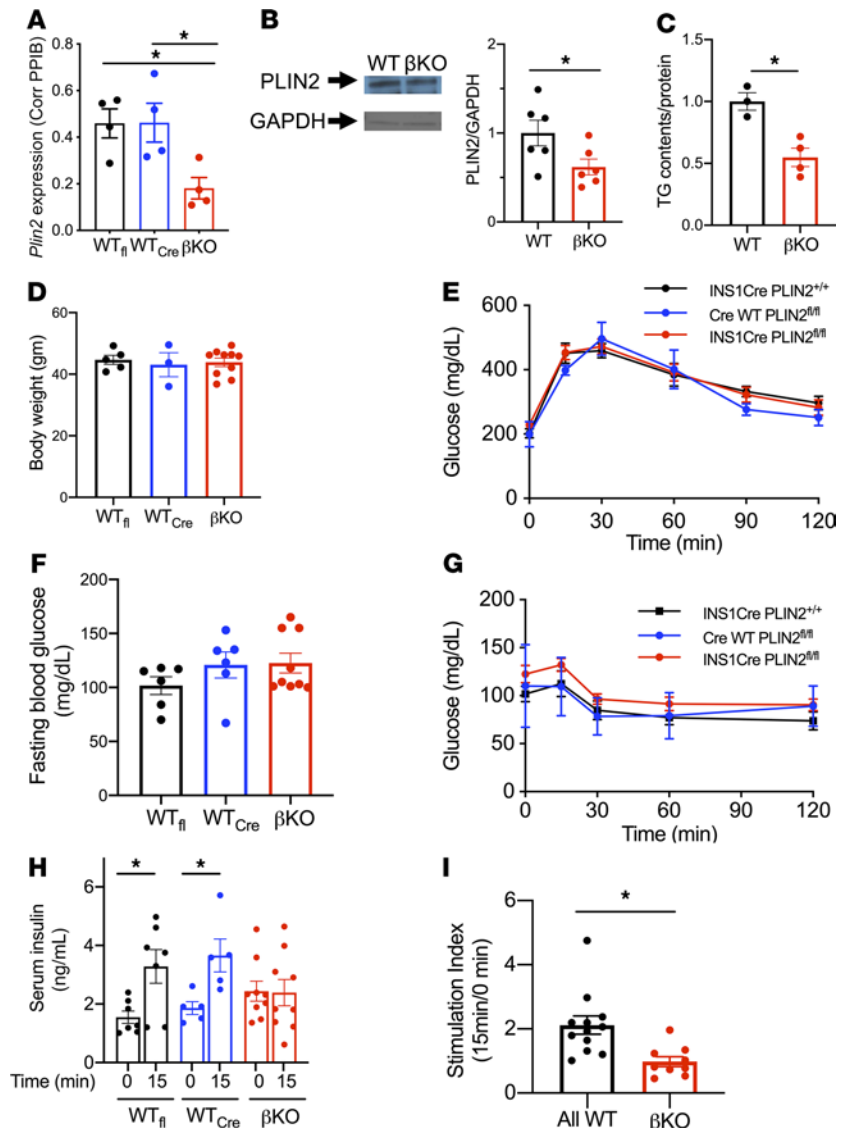 A
*
*
Plin2 expression (Corr PPIB)
0.8
0.6
0.4
0.2
0.0
WTfl WTCre βKO
B
WT βKO
PLIN2
GAPDH
*
PLIN2/GAPDH
2
1
0
WT βKO
C
*
TG contents/protein
1.5
1.0
0.5
0.0
WT βKO
D
Body weight (gm)
60
40
20
0
WTfl WTCre βKO
E
INS1Cre PLIN2+/+
Cre WT PLIN2fl/fl
INS1Cre PLIN2fl/fl
Glucose (mg/dL)
600
400
200
0
0 30 60 90 120
Time (min)
F
Fasting blood glucose
(mg/dL)
200
150
100
50
0
WTfl WTCre βKO
G
INS1Cre PLIN2+/+
Cre WT PLIN2fl/fl
INS1Cre PLIN2fl/fl
Glucose (mg/dL)
200
150
100
50
0
0 30 60 90 120
Time (min)
H
* *
Serum insulin
(ng/mL)
6
4
2
0
Time (min) 0 15 0 15 0 15
WTfl WTCre βKO
I
*
Stimulation Index
(15min/0 min)
6
4
2
0
All WT βKO